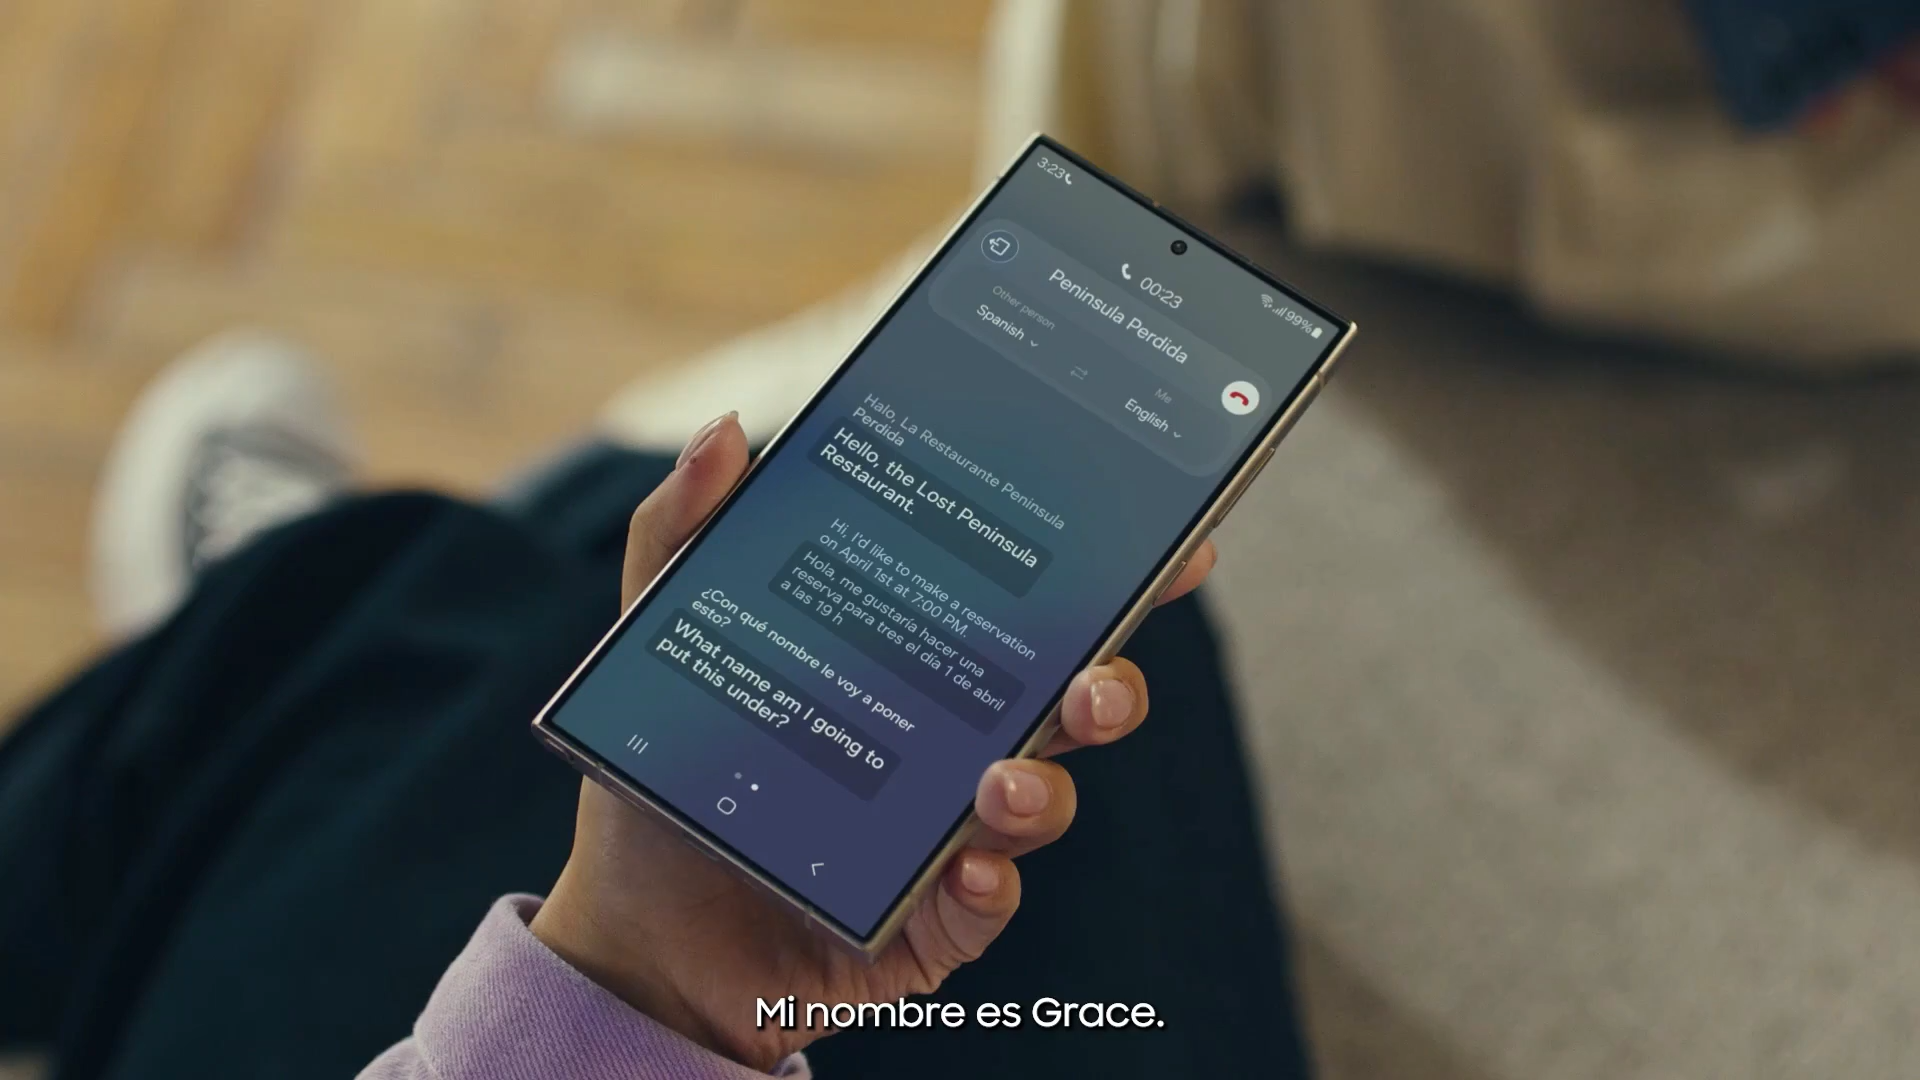 3:23
99%
00:23
Peninsula Perdida
Other person
Spanish
Me
English
Halo, La Restaurante Peninsula
Perdida
Hello, the Lost Peninsula
Restaurant.
Hi, I'd like to make a reservation
on April 1st at 7:00 PM.
Hola, me gustaría hacer una
reserva para tres el día 1 de abril
a las 19 h
¿Con qué nombre le voy a poner
esto?
What name am I going to
put this under?
Mi nombre es Grace.